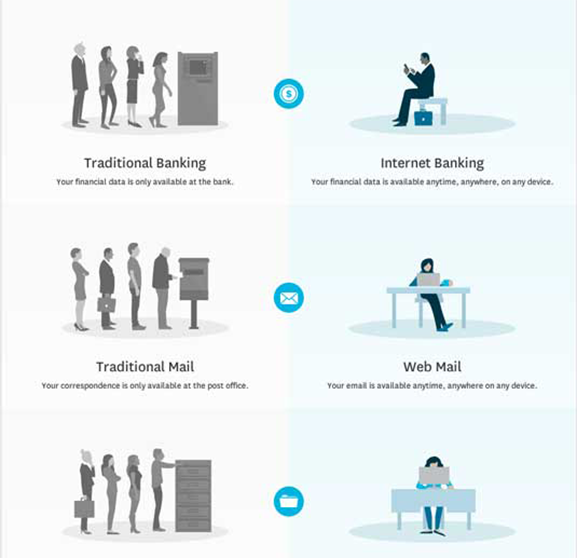 $
Traditional Banking
Your financial data is only available at the bank.
Internet Banking
Your financial data is available anytime, anywhere, on any device.
Traditional Mail
Your correspondence is only available at the post office.
Web Mail
Your email is available anytime, anywhere on any device.